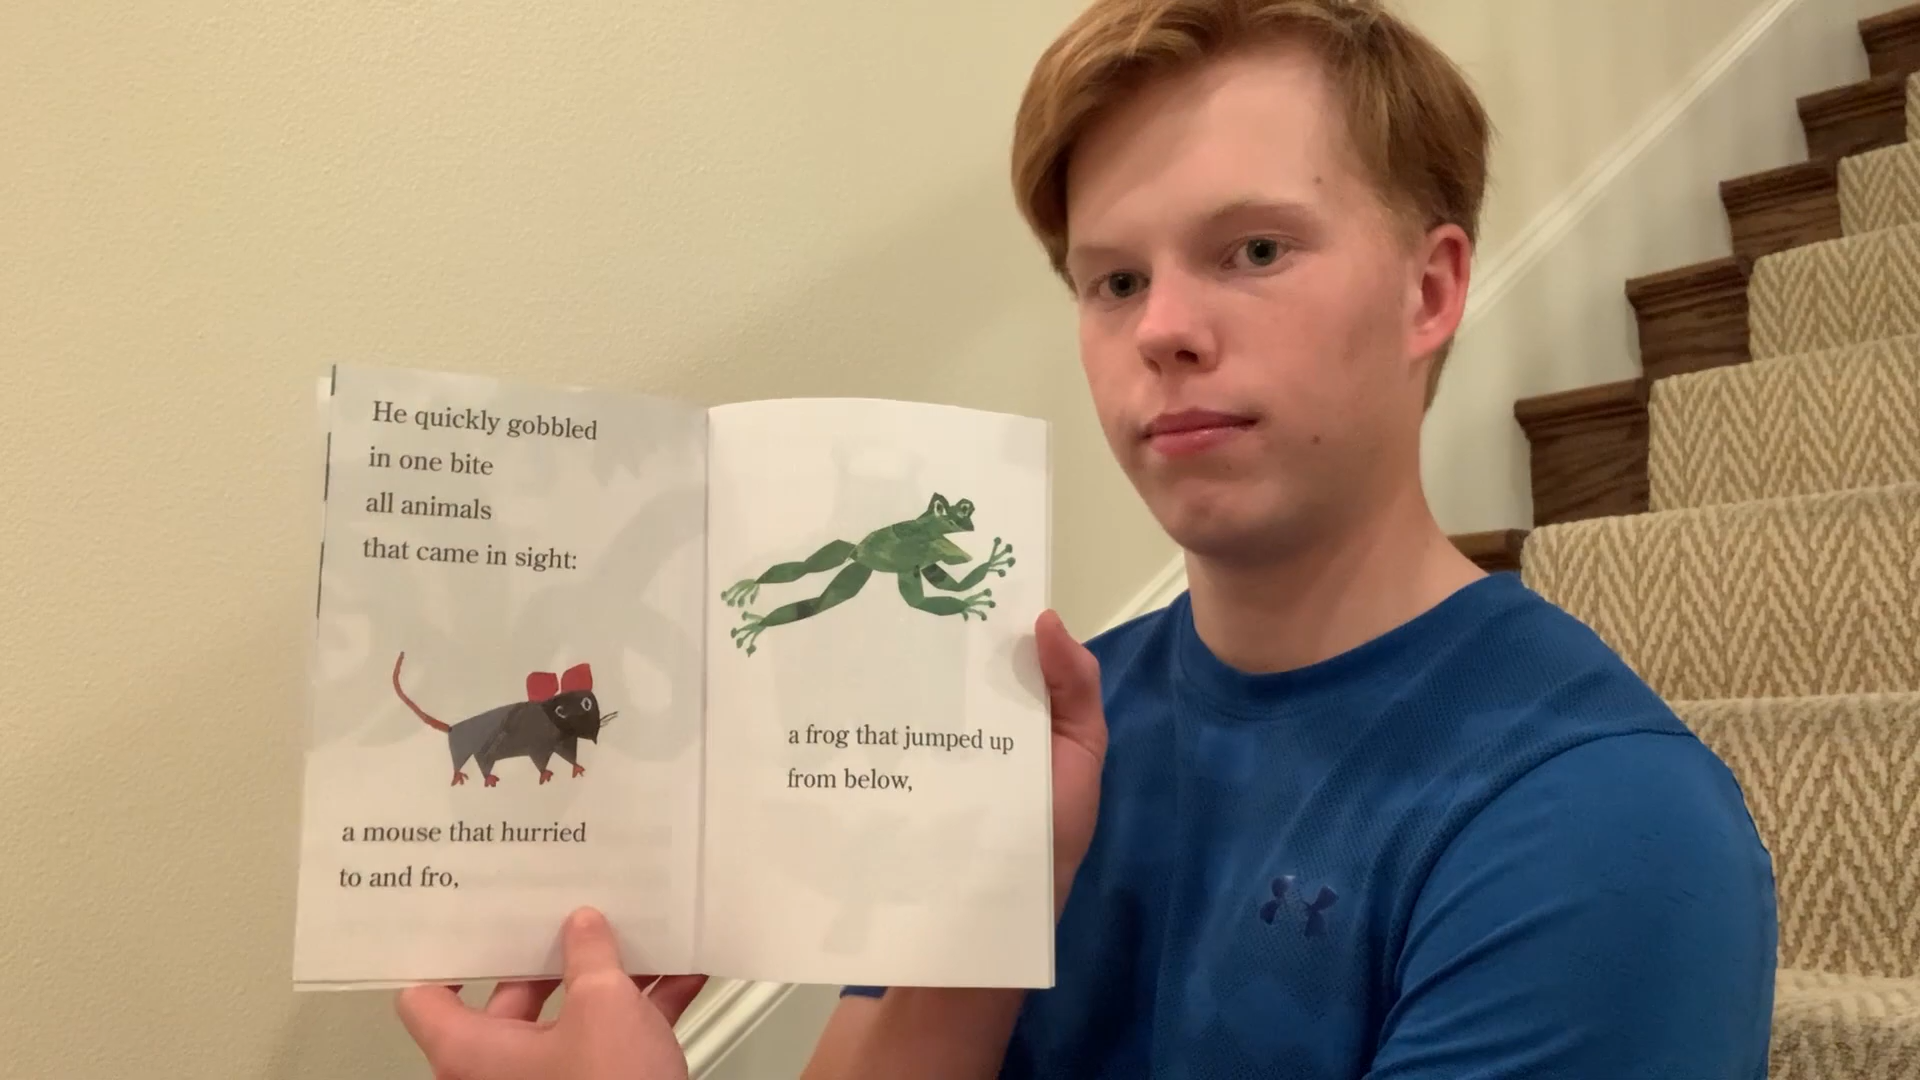 He quickly gobbled
in one bite
all animals
that came in sight:
a mouse that hurried
to and fro,
a frog that jumped up
from below,